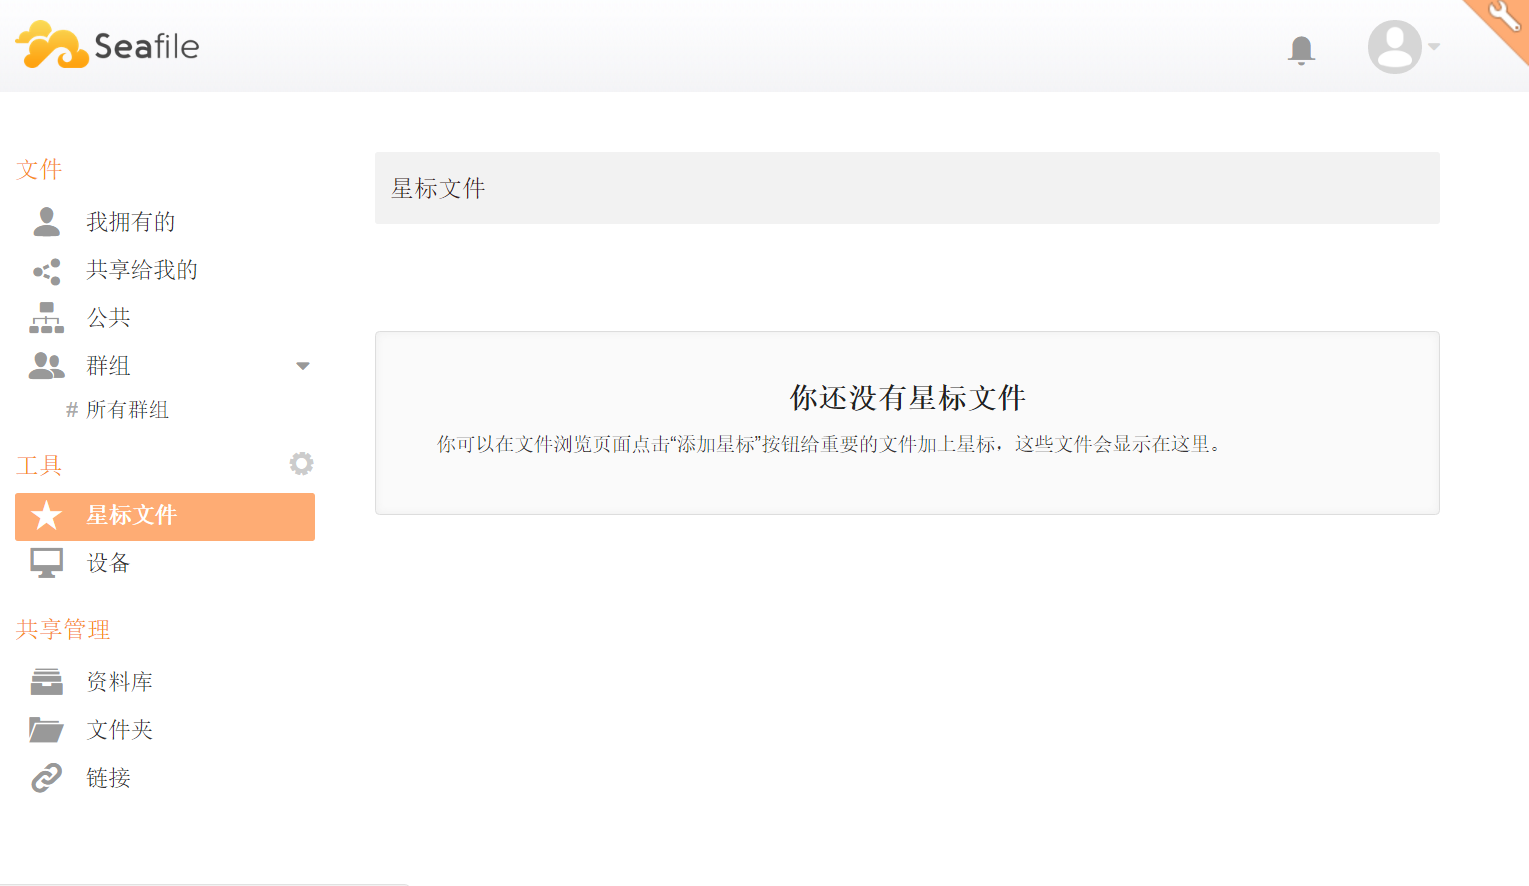 Seafile
文件
我拥有的
共享给我的
公共
群组
# 所有群组
工具
星标文件
设备
共享管理
资料库
文件夹
链接
星标文件
你还没有星标文件
你可以在文件浏览页面点击“添加星标”按钮给重要的文件加上星标，这些文件会显示在这里。